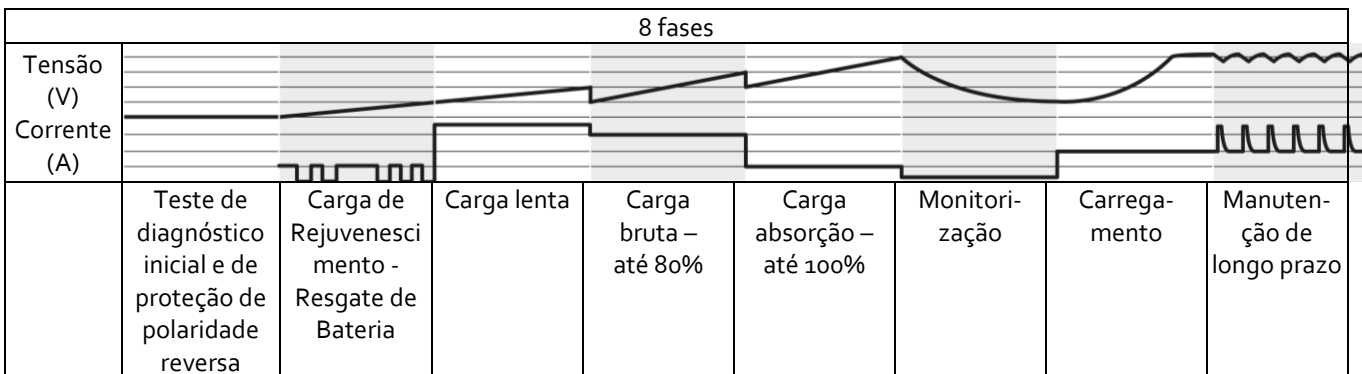 8 fases
Tensão
(V)
Corrente
(A)
Teste de
diagnóstico
inicial e de
proteção de
polaridade
reversa
Carga de
Rejuvenesci
mento -
Resgate de
Bateria
Carga lenta
Carga
bruta –
até 80%
Carga
absorção –
até 100%
Monitori-
zação
Carrega-
mento
Manuten-
ção de
longo prazo